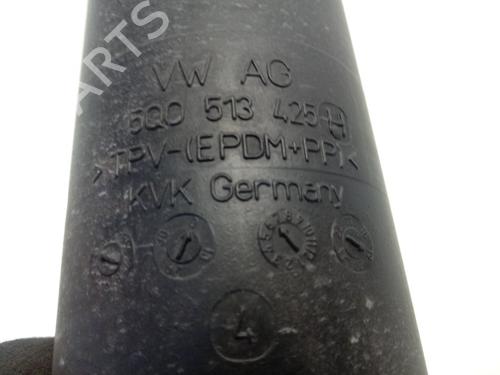 VW AG
5Q0 513 425 H
>TPV-(EPDM+PP)<
KVK Germany
4